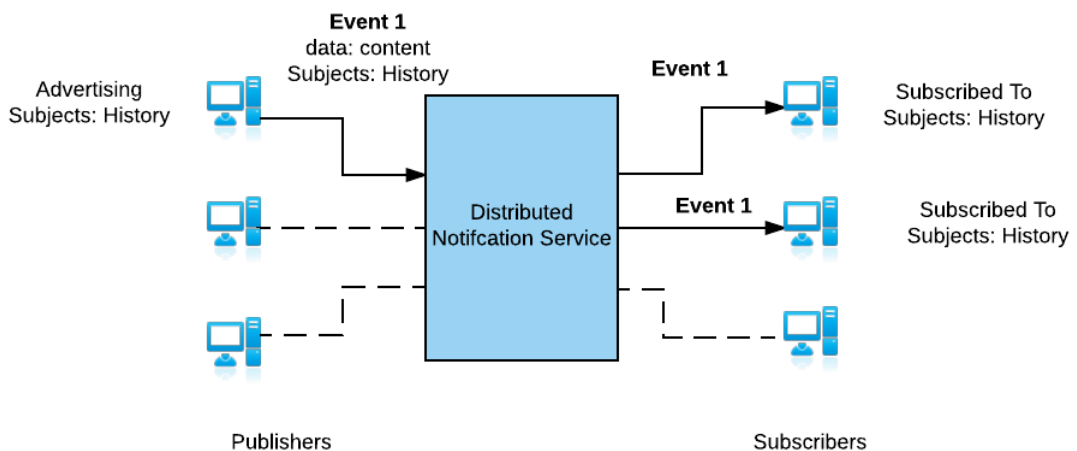 Event 1
data: content
Subjects: History
Advertising
Subjects: History
Event 1
Subscribed To
Subjects: History
Distributed
Notifcation Service
Event 1
Subscribed To
Subjects: History
Publishers
Subscribers